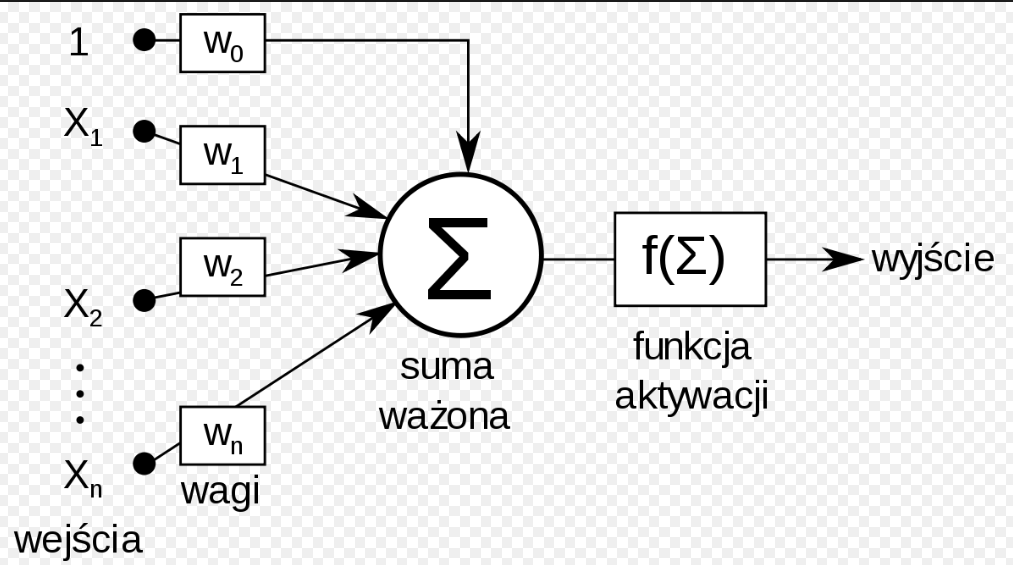 1
w0
X1
w1
w2
X2
⋮
Xn
wn
wagi
wejścia
Σ
suma
ważona
f(Σ)
funkcja
aktywacji
wyjście